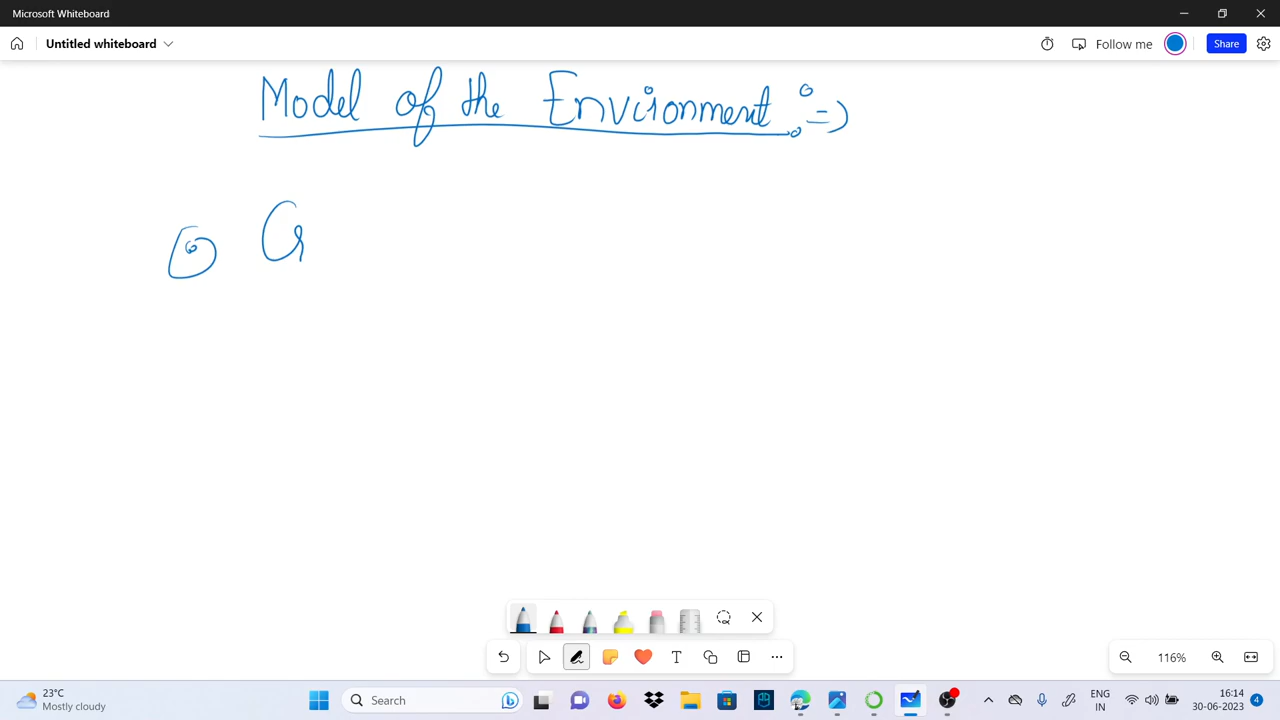 Microsoft Whiteboard
Untitled whiteboard
Follow me
Share
Model of the Environment :=)
G
116%
23°C
Mostly cloudy
Search
ENG
IN
16:14
30-06-2023
4